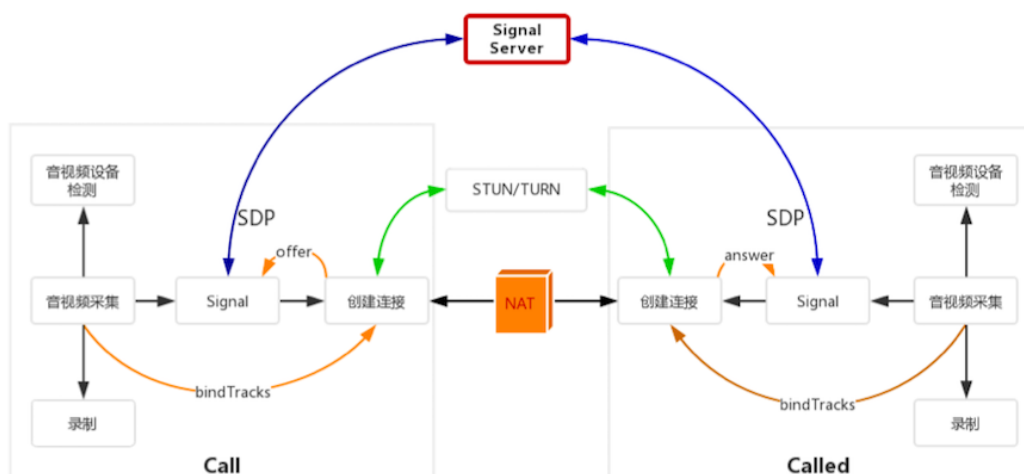 Signal
Server
音视频设备
检测
STUN/TURN
音视频设备
检测
SDP
SDP
offer
answer
音视频采集
Signal
创建连接
NAT
创建连接
Signal
音视频采集
bindTracks
bindTracks
录制
录制
Call
Called